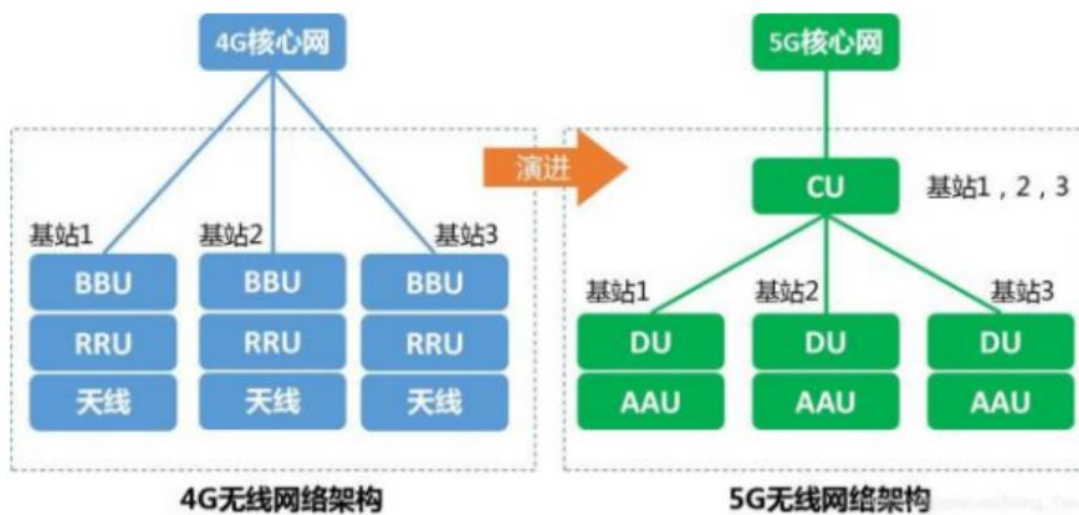 4G核心网
5G核心网
演进
CU
基站1，2，3
基站1
基站2
基站3
BBU
BBU
BBU
RRU
RRU
RRU
天线
天线
天线
基站1
基站2
基站3
DU
DU
DU
AAU
AAU
AAU
4G无线网络架构
5G无线网络架构